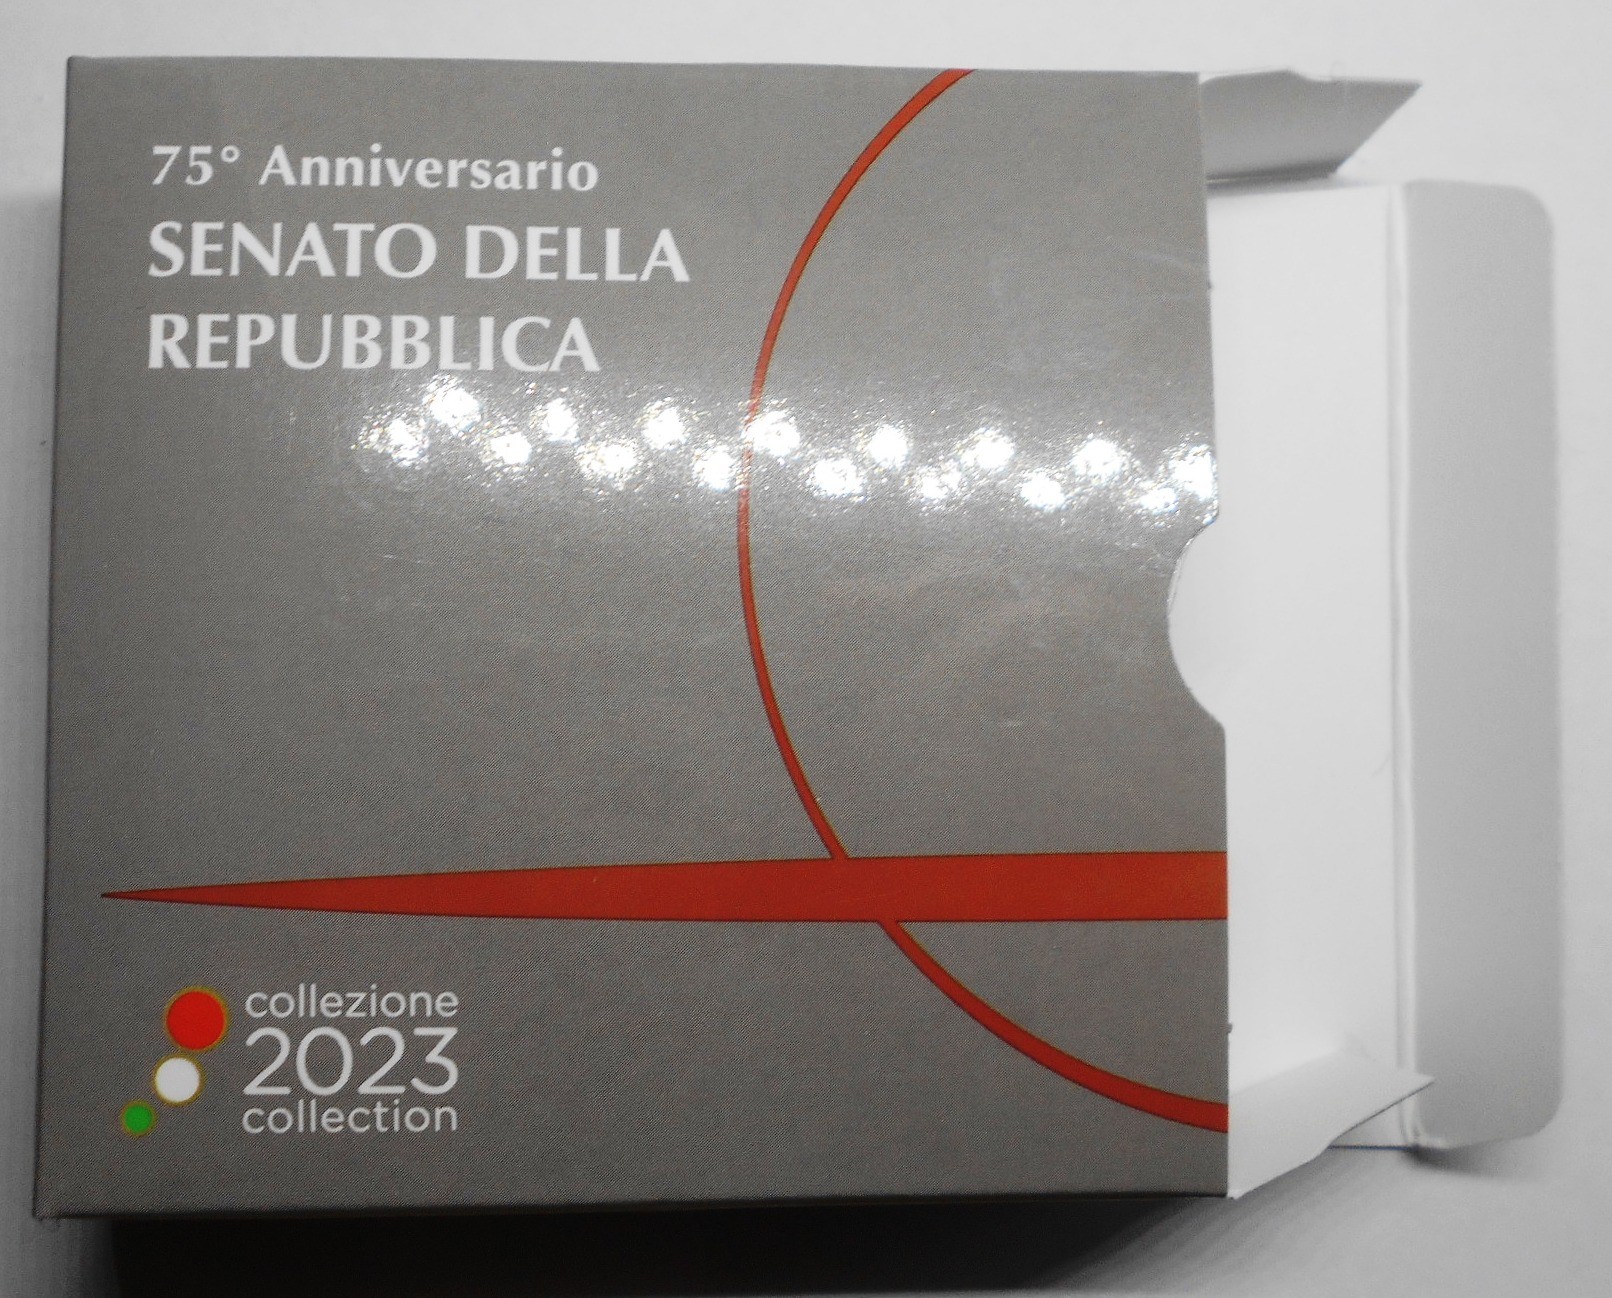 75° Anniversario
SENATO DELLA
REPUBBLICA
collezione
2023
collection